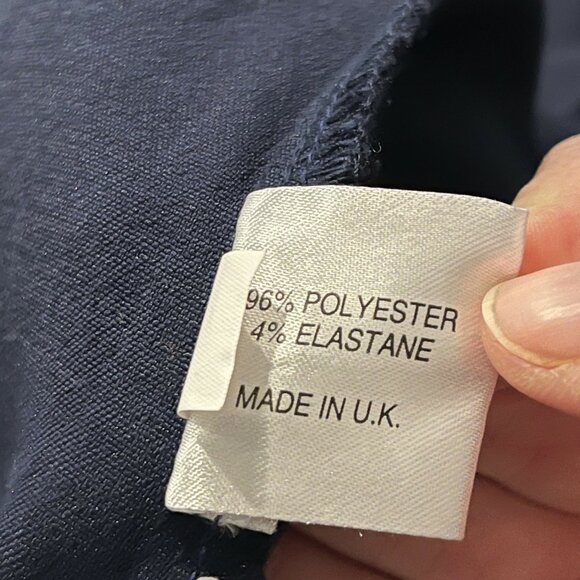 96% POLYESTER
4% ELASTANE
MADE IN U.K.